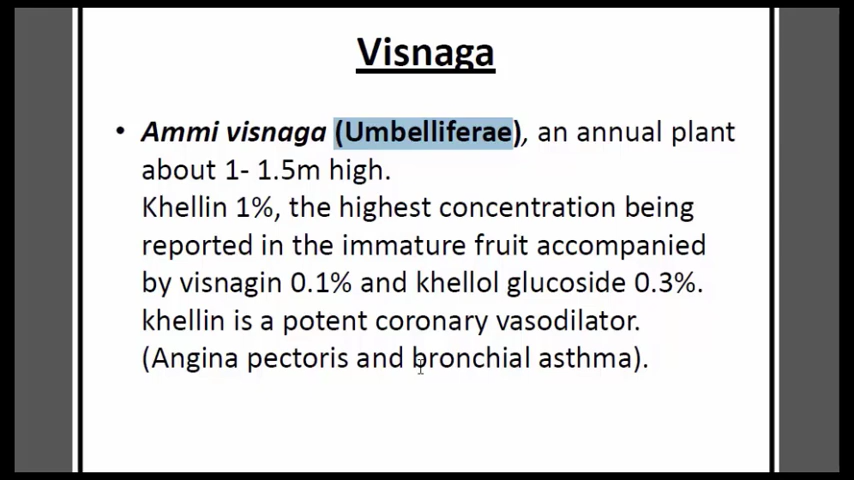 Visnaga
• Ammi visnaga (Umbelliferae), an annual plant
about 1- 1.5m high.
Khellin 1%, the highest concentration being
reported in the immature fruit accompanied
by visnagin 0.1% and khellol glucoside 0.3%.
khellin is a potent coronary vasodilator.
(Angina pectoris and bronchial asthma).